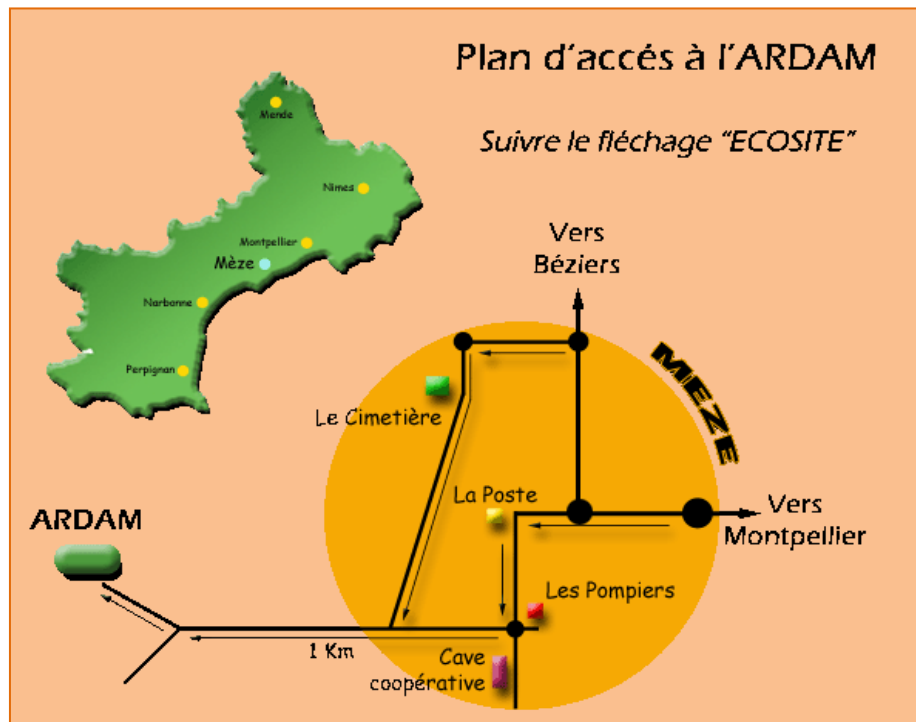 Plan d'accés à l'ARDAM
Suivre le fléchage "ECOSITE"
Mende
Nimes
Montpellier
Mèze
Narbonne
Perpignan
Vers
Béziers
MEZE
Le Cimetière
La Poste
Vers
Montpellier
ARDAM
Les Pompiers
1 Km
Cave
coopérative